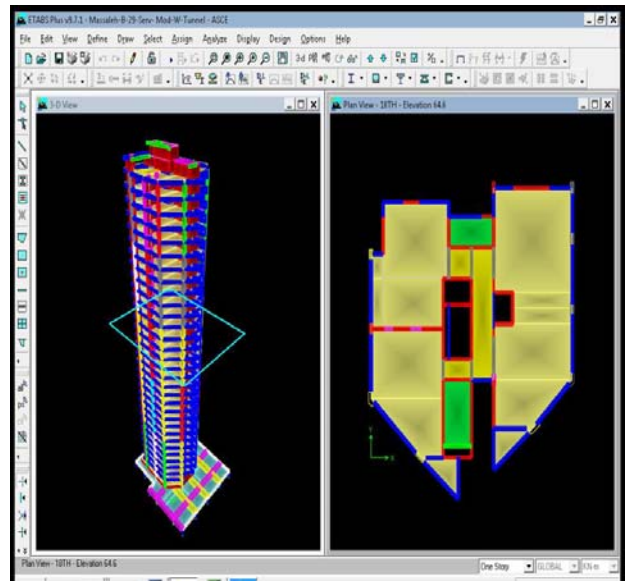 ETABS Plus v9.7.1 - Massaleh-B-29-Serv- Mod-W-Tunnel - ASCE
File Edit View Define Draw Select Assign Analyze Display Design Options Help
3-d
3-D View
Plan View - 18TH - Elevation 64.6
Y
X
Plan View - 18TH - Elevation 64.6
One Story GLOBAL KN-m